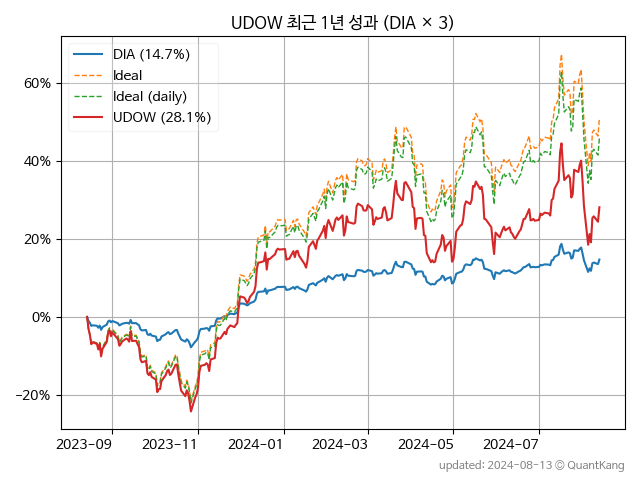 UDOW 최근 1년 성과 (DIA × 3)
DIA (14.7%)
Ideal
Ideal (daily)
UDOW (28.1%)
60%
40%
20%
0%
−20%
2023-09
2023-11
2024-01
2024-03
2024-05
2024-07
updated: 2024-08-13 © QuantKang